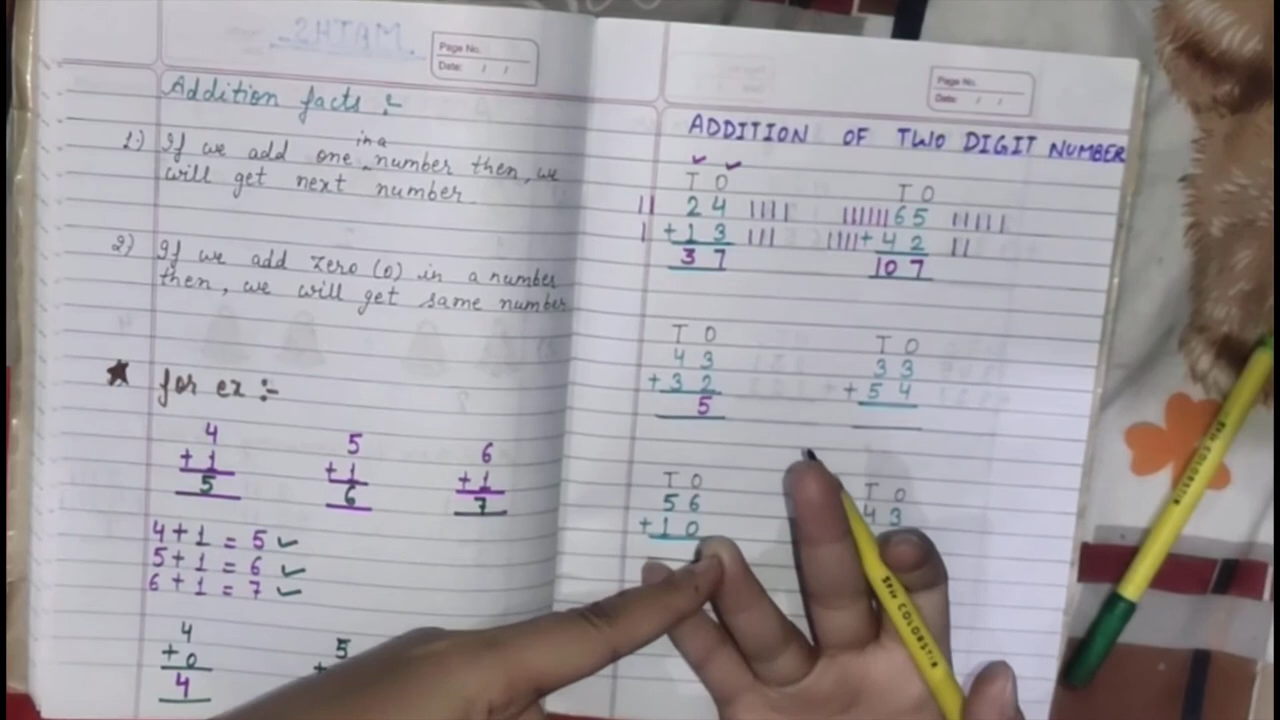 MATHS
Page No.
Date: / /
Addition facts :-
1.) If we add one in a number then, we
will get next number
2) If we add zero (0) in a number
then, we will get same number
for ex :-
4
+ 1
5
5
+ 1
6
6
+ 1
7
4 + 1 = 5 ✓
5 + 1 = 6 ✓
6 + 1 = 7 ✓
4
+ 0
4
5
+
Page No.
Date: / /
ADDITION OF TWO DIGIT NUMBER
T O
|| 2 4 ||||
| + 1 3 |||
3 7
T O
|||||| 6 5 |||||
|||| + 4 2 ||
10 7
T O
4 3
+ 3 2
5
T O
3 3
+ 5 4
T O
5 6
+ 1 0
T O
4 3